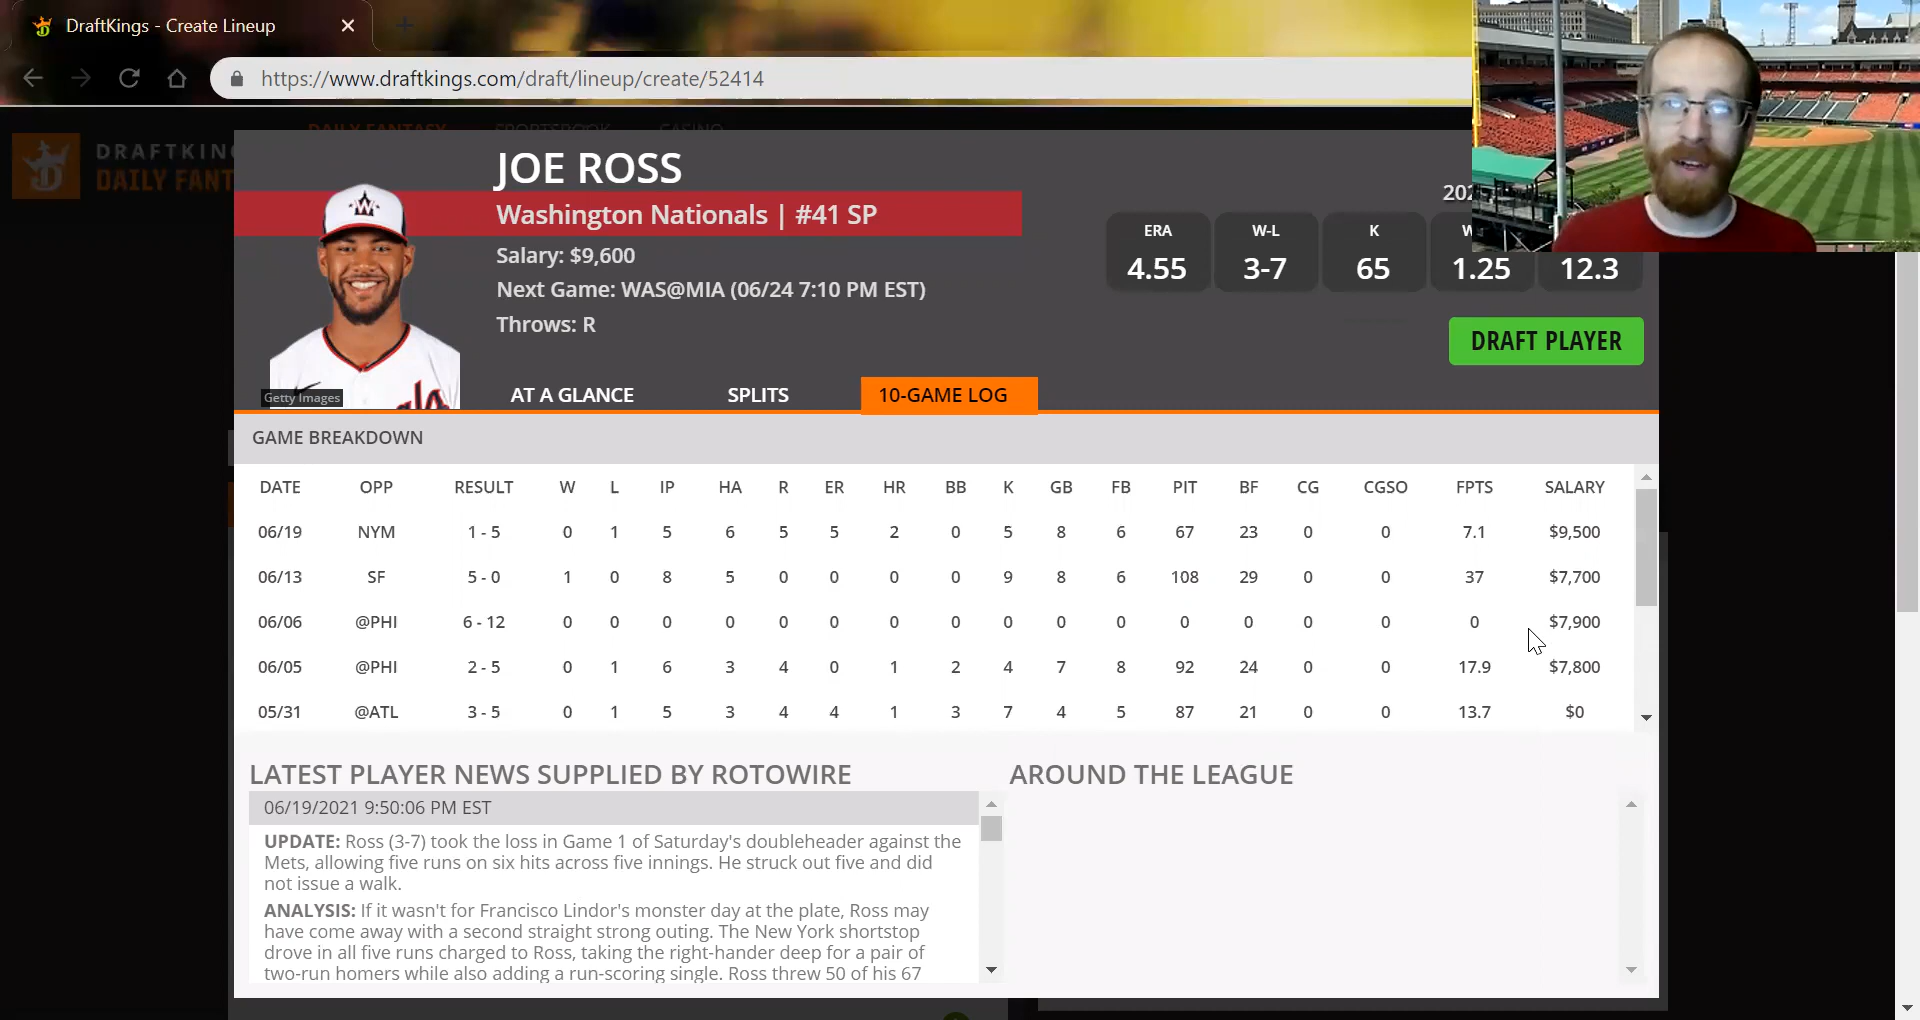 DraftKings - Create Lineup
https://www.draftkings.com/draft/lineup/create/52414
DAILY FANTASY SPORTSBOOK CASINO
JOE ROSS
Washington Nationals | #41 SP
Salary: $9,600
Next Game: WAS@MIA (06/24 7:10 PM EST)
Throws: R
ERA W-L K
4.55 3-7 65 1.25 12.3
DRAFT PLAYER
Getty Images
AT A GLANCE SPLITS 10-GAME LOG
GAME BREAKDOWN
DATE OPP RESULT W L IP HA R ER HR BB K GB FB PIT BF CG CGSO FPTS SALARY
06/19 NYM 1 - 5 0 1 5 6 5 5 2 0 5 8 6 67 23 0 0 7.1 $9,500
06/13 SF 5 - 0 1 0 8 5 0 0 0 0 9 8 6 108 29 0 0 37 $7,700
06/06 @PHI 6 - 12 0 0 0 0 0 0 0 0 0 0 0 0 0 0 0 0 $7,900
06/05 @PHI 2 - 5 0 1 6 3 4 0 1 2 4 7 8 92 24 0 0 17.9 $7,800
05/31 @ATL 3 - 5 0 1 5 3 4 4 1 3 7 4 5 87 21 0 0 13.7 $0
LATEST PLAYER NEWS SUPPLIED BY ROTOWIRE
06/19/2021 9:50:06 PM EST
UPDATE: Ross (3-7) took the loss in Game 1 of Saturday's doubleheader against the
Mets, allowing five runs on six hits across five innings. He struck out five and did
not issue a walk.
ANALYSIS: If it wasn't for Francisco Lindor's monster day at the plate, Ross may
have come away with a second straight strong outing. The New York shortstop
drove in all five runs charged to Ross, taking the right-hander deep for a pair of
two-run homers while also adding a run-scoring single. Ross threw 50 of his 67
AROUND THE LEAGUE